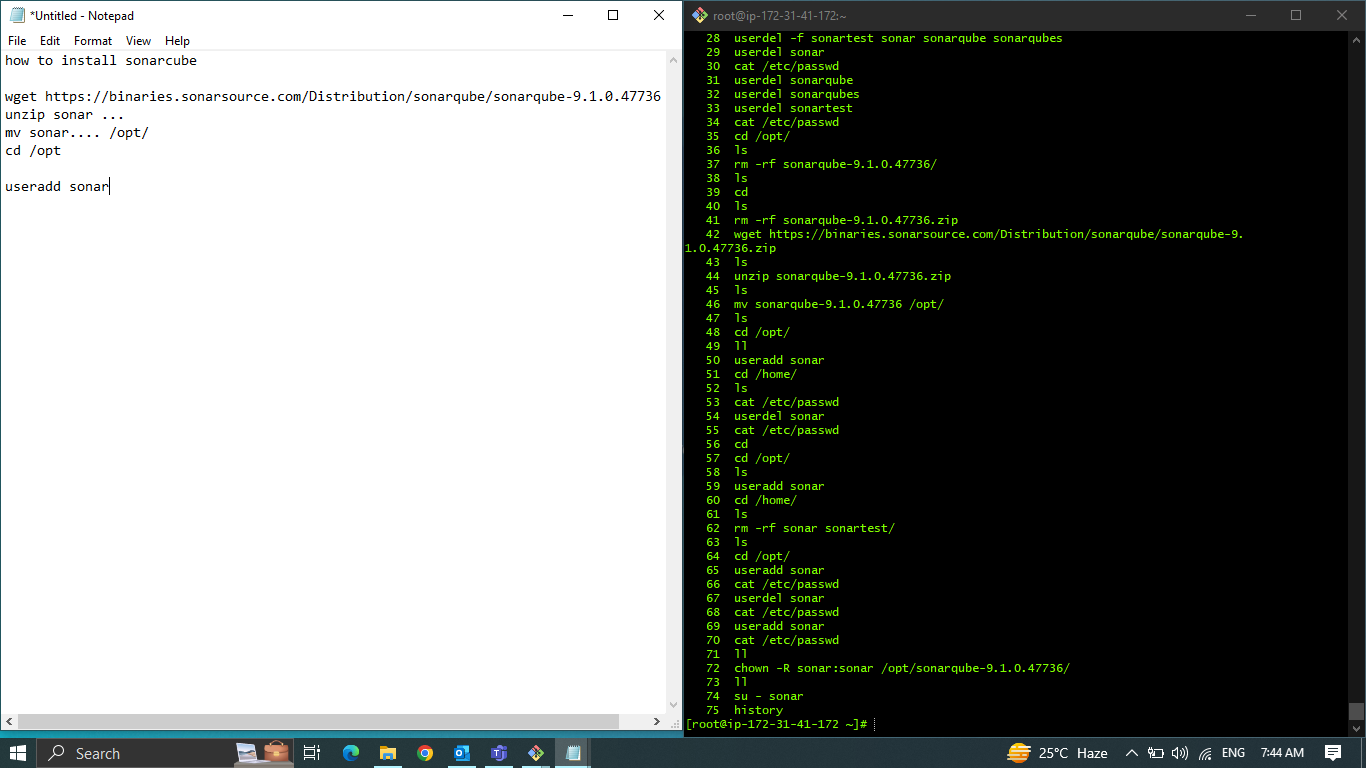 *Untitled - Notepad
File Edit Format View Help
how to install sonarcube
wget https://binaries.sonarsource.com/Distribution/sonarqube/sonarqube-9.1.0.47736
unzip sonar ...
mv sonar.... /opt/
cd /opt
useradd sonar
root@ip-172-31-41-172:~
28 userdel -f sonartest sonar sonarqube sonarqubes
29 userdel sonar
30 cat /etc/passwd
31 userdel sonarqube
32 userdel sonarqubes
33 userdel sonartest
34 cat /etc/passwd
35 cd /opt/
36 ls
37 rm -rf sonarqube-9.1.0.47736/
38 ls
39 cd
40 ls
41 rm -rf sonarqube-9.1.0.47736.zip
42 wget https://binaries.sonarsource.com/Distribution/sonarqube/sonarqube-9.
1.0.47736.zip
43 ls
44 unzip sonarqube-9.1.0.47736.zip
45 ls
46 mv sonarqube-9.1.0.47736 /opt/
47 ls
48 cd /opt/
49 ll
50 useradd sonar
51 cd /home/
52 ls
53 cat /etc/passwd
54 userdel sonar
55 cat /etc/passwd
56 cd
57 cd /opt/
58 ls
59 useradd sonar
60 cd /home/
61 ls
62 rm -rf sonar sonartest/
63 ls
64 cd /opt/
65 useradd sonar
66 cat /etc/passwd
67 userdel sonar
68 cat /etc/passwd
69 useradd sonar
70 cat /etc/passwd
71 ll
72 chown -R sonar:sonar /opt/sonarqube-9.1.0.47736/
73 ll
74 su - sonar
75 history
[root@ip-172-31-41-172 ~]#
Search
25°C Haze
ENG
7:44 AM